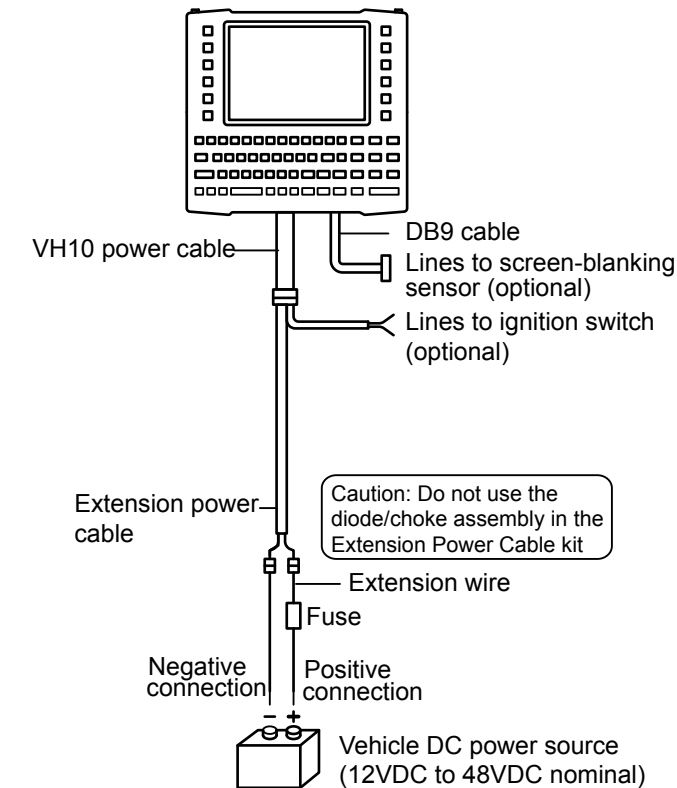 VH10 power cable
DB9 cable
Lines to screen-blanking
sensor (optional)
Lines to ignition switch
(optional)
Extension power
cable
Caution: Do not use the
diode/choke assembly in the
Extension Power Cable kit
Extension wire
Fuse
Negative
connection
Positive
connection
– +
Vehicle DC power source
(12VDC to 48VDC nominal)